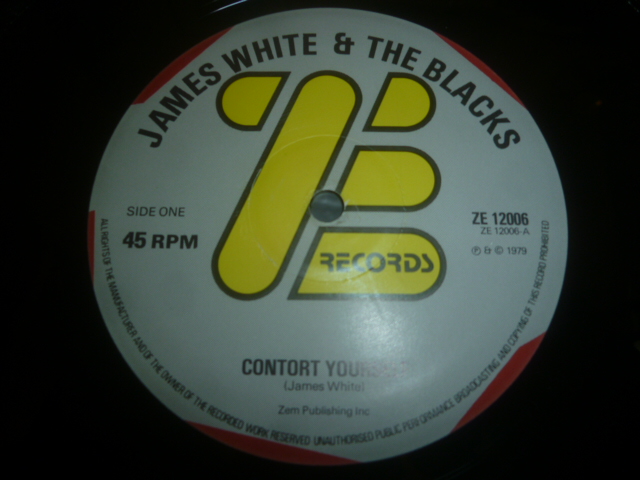 JAMES WHITE & THE BLACKS
ZE
RECORDS
SIDE ONE
45 RPM
ZE 12006
ZE 12006-A
Ⓟ & © 1979
CONTORT
(James White)
Zem Publishing Inc
ALL RIGHTS OF THE MANUFACTURER AND OF THE OWNER OF THE RECORDED WORK RESERVED UNAUTHORISED PUBLIC PERFORMANCE BROADCASTING AND COPYING OF THIS RECORD PROHIBITED